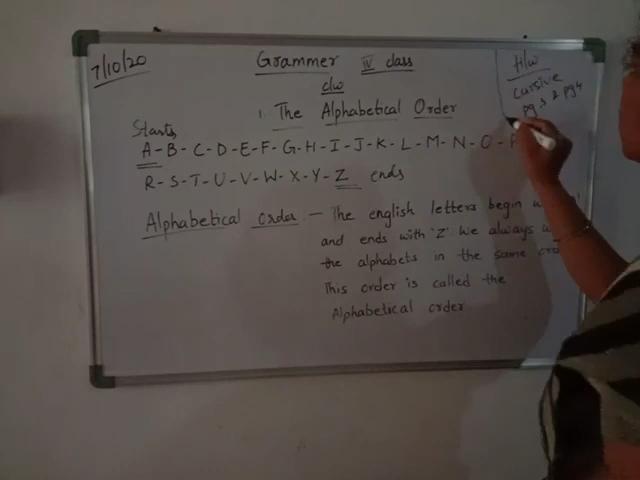 7/10/20
Grammer IV class
c/w
H/w
cursive
pg 3 & pg 4
1. The Alphabetical Order
Starts
A-B-C-D-E-F-G-H-I-J-K-L-M-N-O-P
R-S-T-U-V-W-X-Y-Z ends
Alphabetical order - The english letters begin
and ends with 'Z'. We always
the alphabets in the same
This order is called the
Alphabetical order